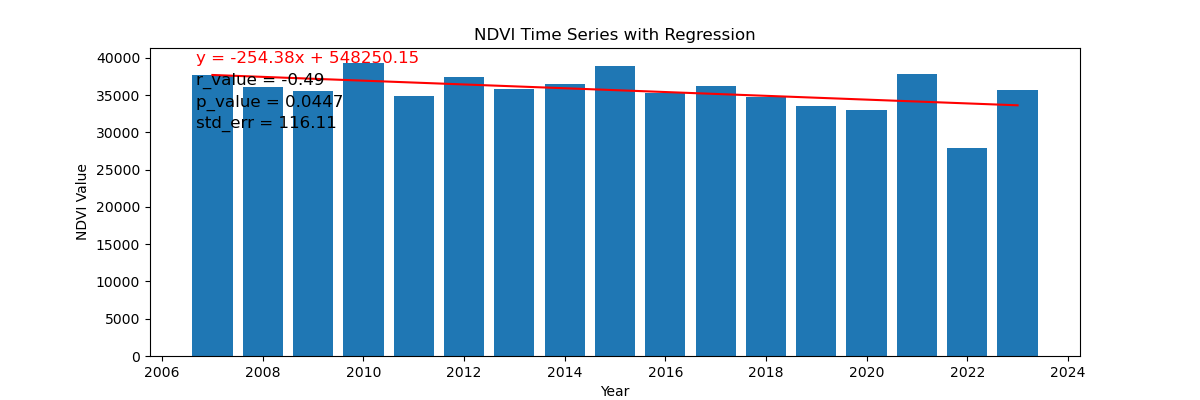 NDVI Time Series with Regression
y = -254.38x + 548250.15
r_value = -0.49
p_value = 0.0447
std_err = 116.11
NDVI Value
40000
35000
30000
25000
20000
15000
10000
5000
0
2006 2008 2010 2012 2014 2016 2018 2020 2022 2024
Year